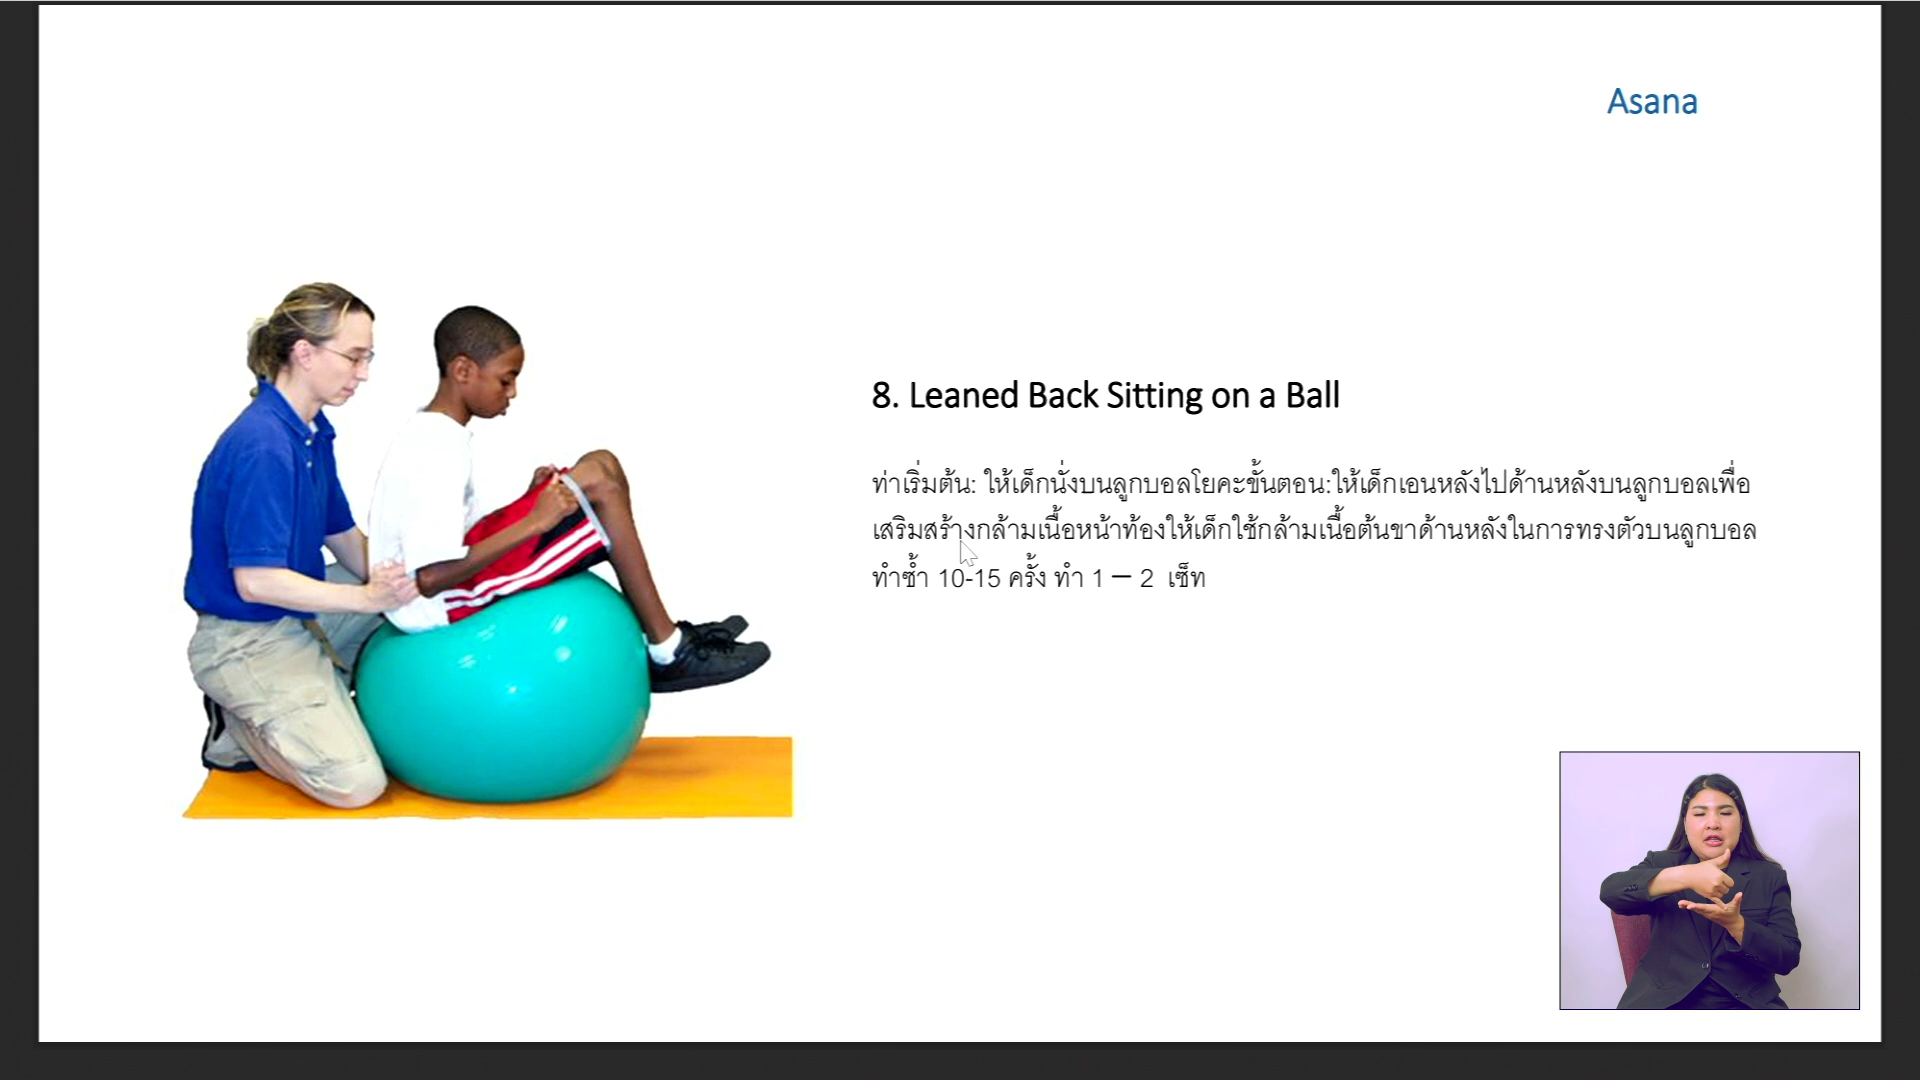 Asana
8. Leaned Back Sitting on a Ball
ท่าเริ่มต้น: ให้เด็กนั่งบนลูกบอลโยคะขั้นตอน:ให้เด็กเอนหลังไปด้านหลังบนลูกบอลเพื่อ
เสริมสร้างกล้ามเนื้อหน้าท้องให้เด็กใช้กล้ามเนื้อต้นขาด้านหลังในการทรงตัวบนลูกบอล
ทำซ้ำ 10-15 ครั้ง ทำ 1 – 2 เซ็ท